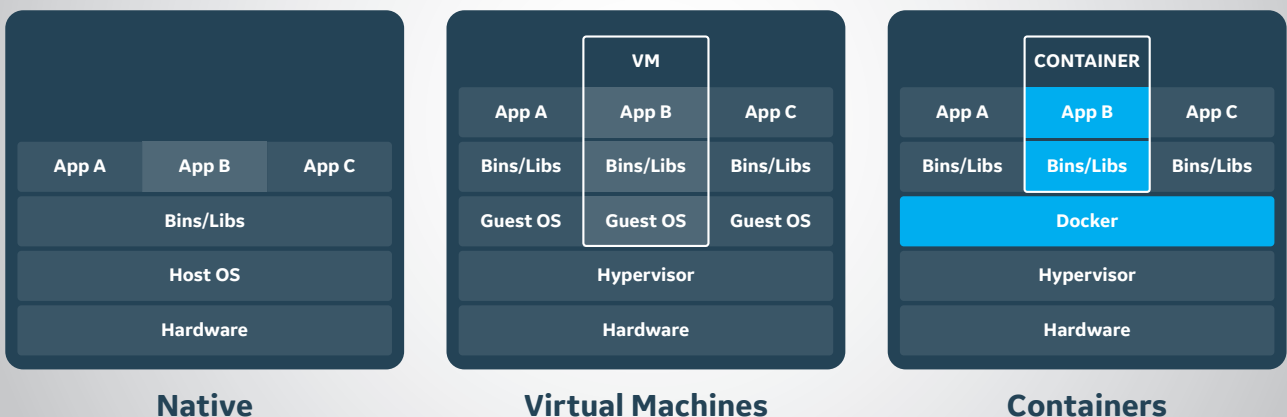 App A App B App C
Bins/Libs
Host OS
Hardware
Native
VM
App A App B App C
Bins/Libs Bins/Libs Bins/Libs
Guest OS Guest OS Guest OS
Hypervisor
Hardware
Virtual Machines
CONTAINER
App A App B App C
Bins/Libs Bins/Libs Bins/Libs
Docker
Hypervisor
Hardware
Containers